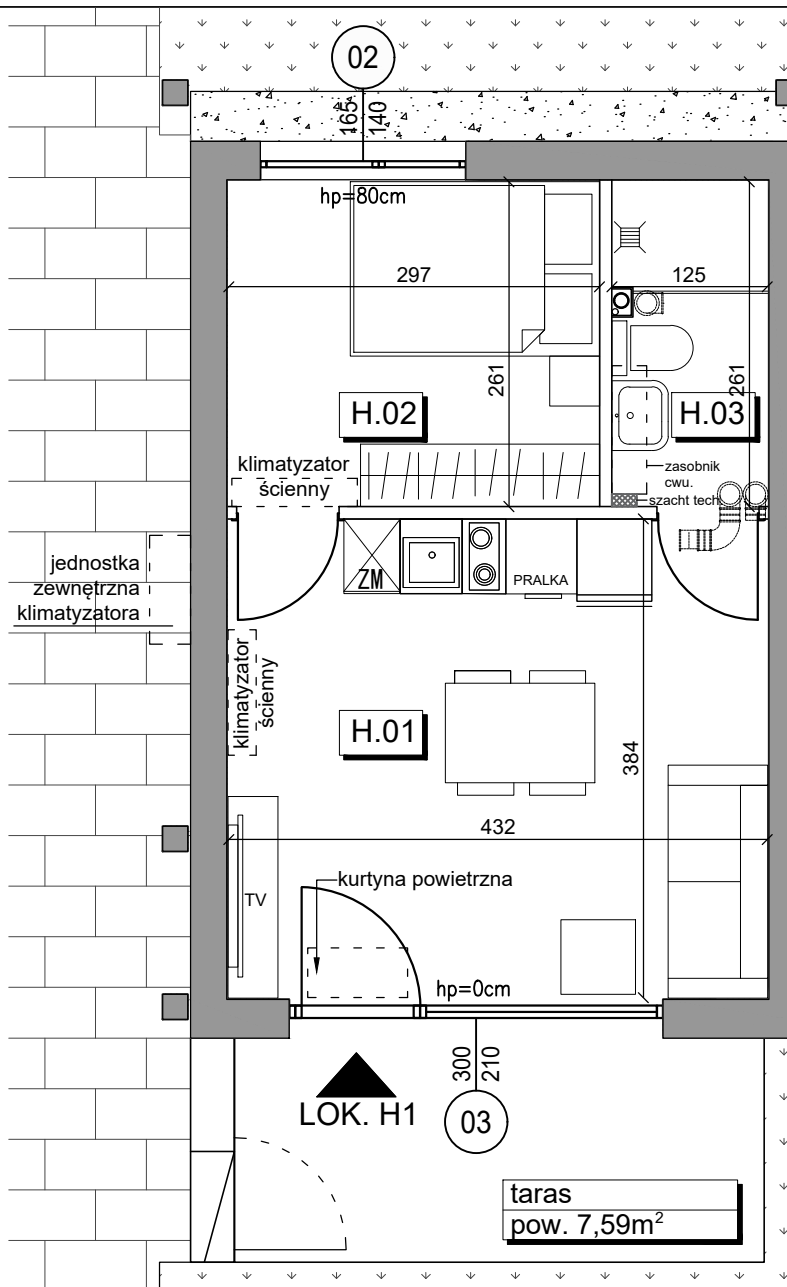 02
165
140
hp=80cm
297
125
261
261
H.02
H.03
klimatyzator
ścienny
zasobnik
cwu.
szacht tech.
jednostka
zewnętrzna
klimatyzatora
ZM
PRALKA
klimatyzator
ścienny
H.01
384
432
TV
kurtyna powietrzna
hp=0cm
300
210
LOK. H1
03
taras
pow. 7,59m²